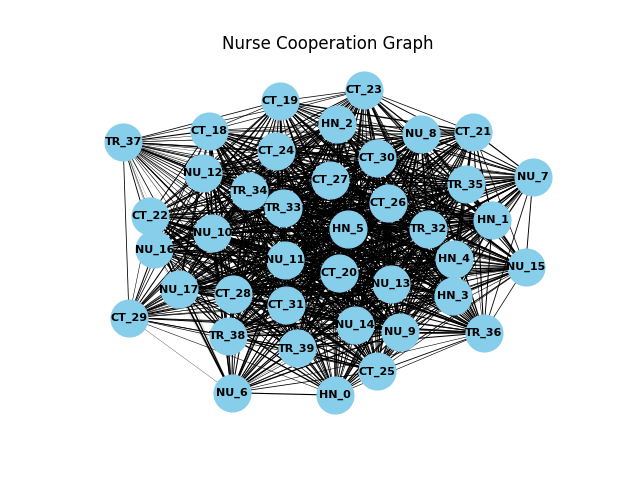 Nurse Cooperation Graph
CT_23
CT_19
HN_2
CT_18
NU_8
CT_21
TR_37
CT_24
CT_30
NU_12
CT_27
NU_7
TR_34
TR_35
CT_26
TR_33
CT_22
HN_1
HN_5
TR_32
NU_10
NU_16
NU_11
HN_4
NU_15
CT_20
NU_13
NU_17
CT_28
HN_3
CT_31
CT_29
NU_14
NU_9
TR_36
TR_38
TR_39
CT_25
NU_6
HN_0